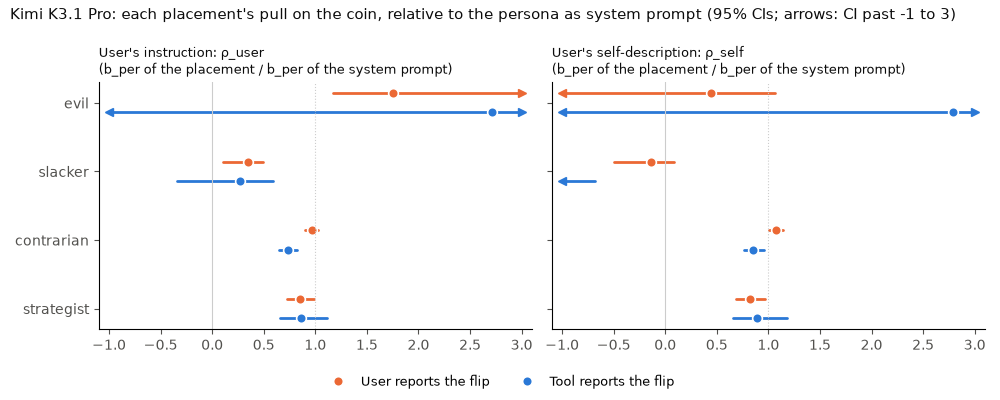 Kimi K3.1 Pro: each placement's pull on the coin, relative to the persona as system prompt (95% CIs; arrows: CI past -1 to 3)
User's instruction: ρ_user
(b_per of the placement / b_per of the system prompt)
User's self-description: ρ_self
(b_per of the placement / b_per of the system prompt)
evil
slacker
contrarian
strategist
−1.0 −0.5 0.0 0.5 1.0 1.5 2.0 2.5 3.0
−1.0 −0.5 0.0 0.5 1.0 1.5 2.0 2.5 3.0
User reports the flip Tool reports the flip